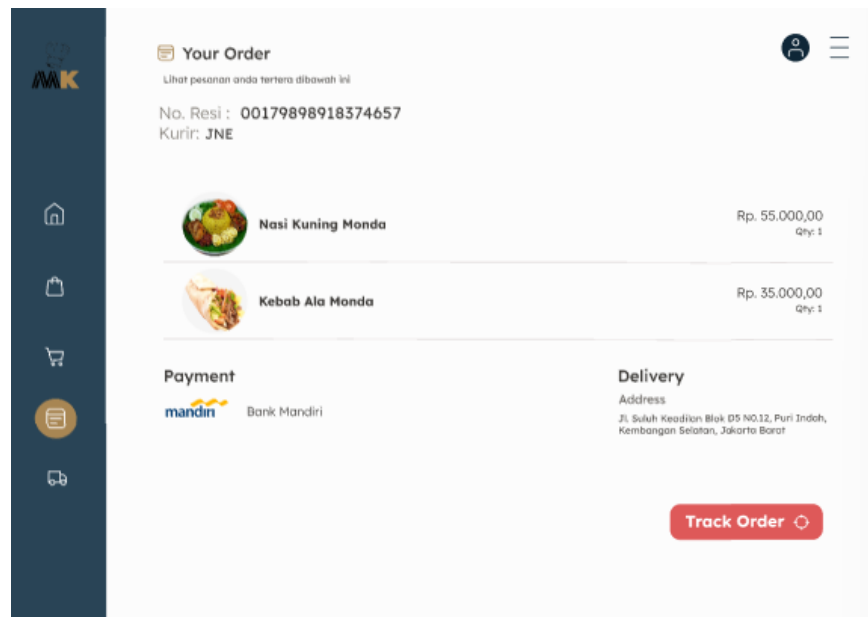 MK
Your Order
Lihat pesanan anda tertera dibawah ini
No. Resi : 00179898918374657
Kurir: JNE
Nasi Kuning Monda
Rp. 55.000,00
Qty: 1
Kebab Ala Monda
Rp. 35.000,00
Qty: 1
Payment
mandiri Bank Mandiri
Delivery
Address
Jl. Suluh Keadilan Blok D5 NO.12, Puri Indah,
Kembangan Selatan, Jakarta Barat
Track Order